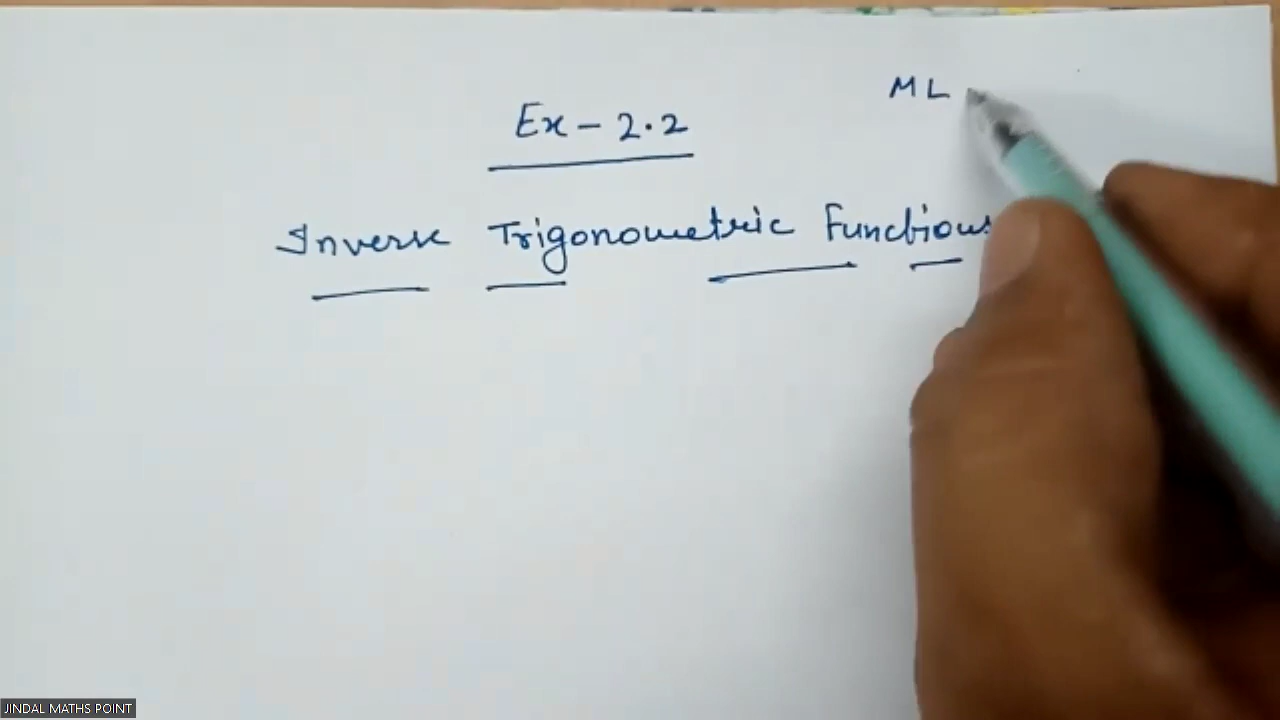 ML
Ex - 2.2
Inverse Trigonometric Functions
JINDAL MATHS POINT